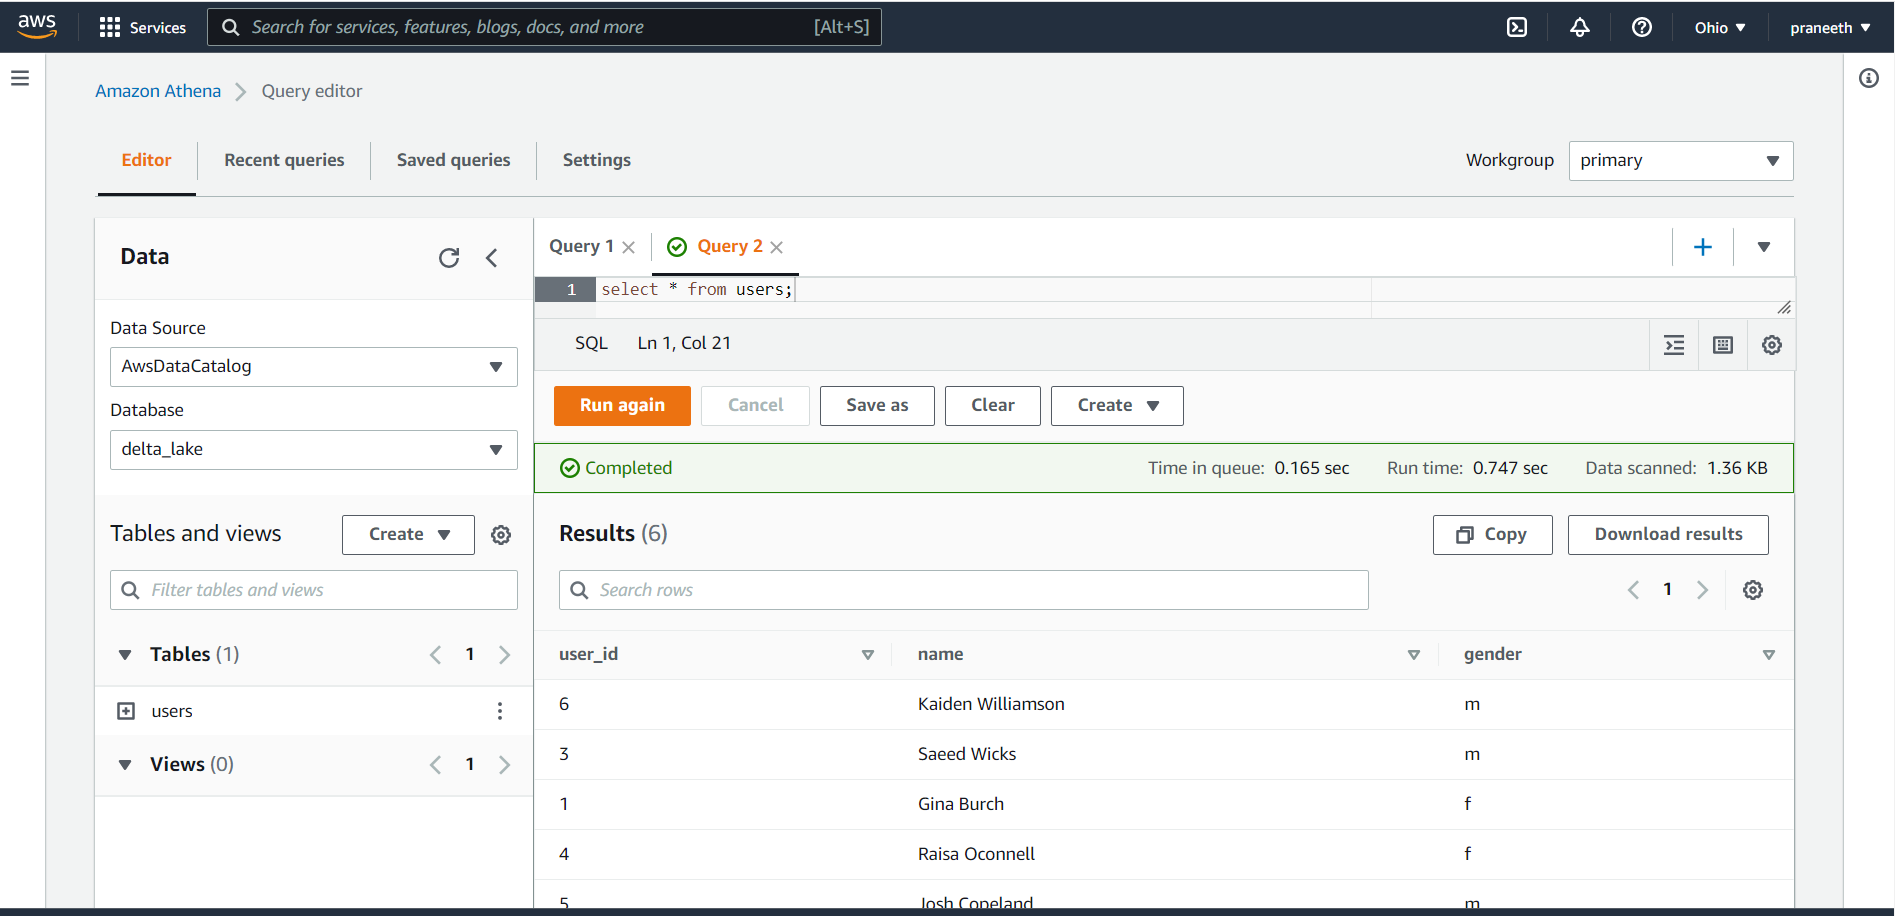 aws Services Search for services, features, blogs, docs, and more [Alt+S] Ohio praneeth
Amazon Athena Query editor
Editor Recent queries Saved queries Settings Workgroup primary
Data
Data Source
AwsDataCatalog
Database
delta_lake
Tables and views Create
Filter tables and views
Tables (1) 1
users
Views (0) 1
Query 1 Query 2
1 select * from users;
SQL Ln 1, Col 21
Run again Cancel Save as Clear Create
Completed Time in queue: 0.165 sec Run time: 0.747 sec Data scanned: 1.36 KB
Results (6) Copy Download results
Search rows 1
user_id name gender
6 Kaiden Williamson m
3 Saeed Wicks m
1 Gina Burch f
4 Raisa Oconnell f
5 Josh Copeland m